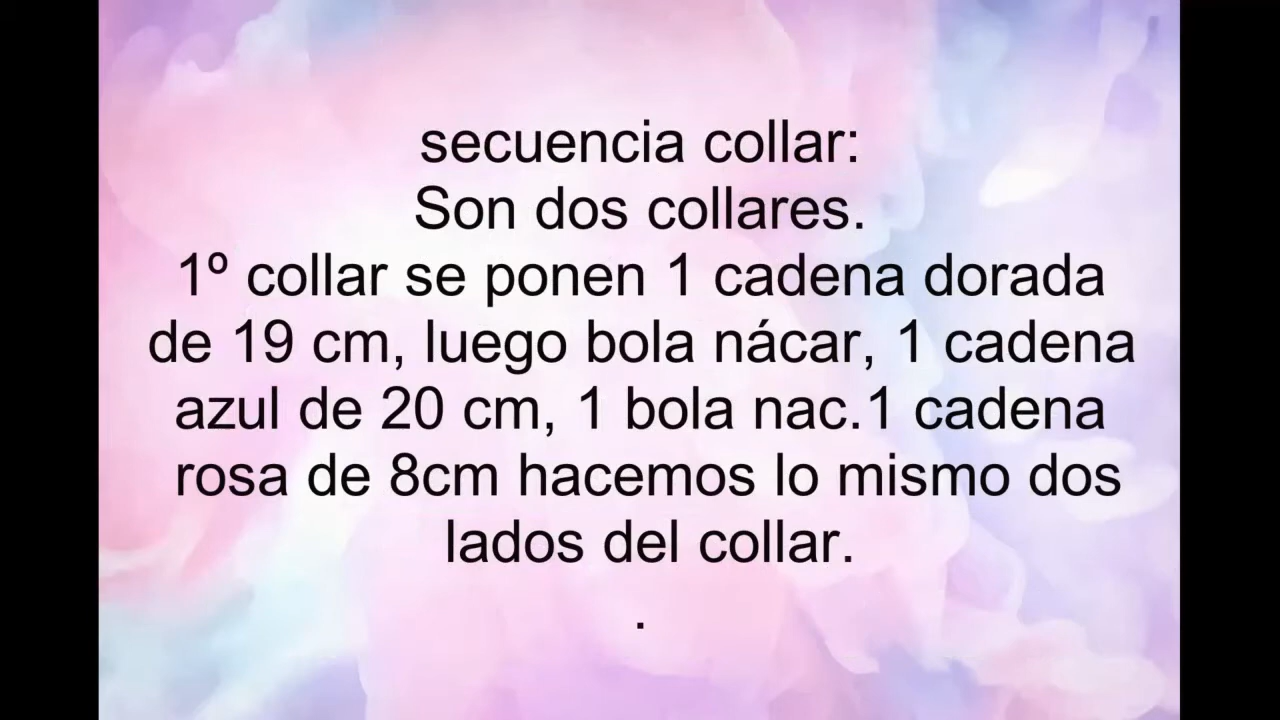 secuencia collar:
Son dos collares.
1º collar se ponen 1 cadena dorada
de 19 cm, luego bola nácar, 1 cadena
azul de 20 cm, 1 bola nac.1 cadena
rosa de 8cm hacemos lo mismo dos
lados del collar.
.